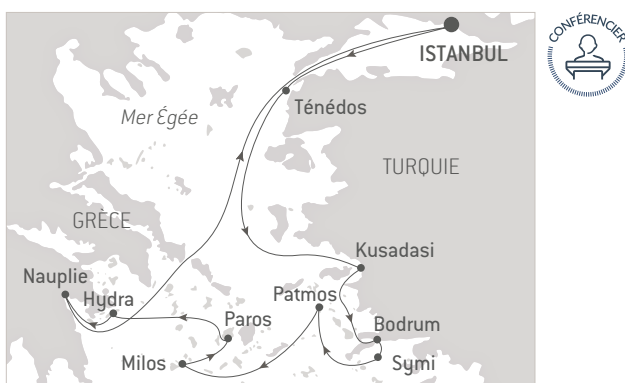 CONFÉRENCIER
ISTANBUL
Ténédos
Mer Égée
TURQUIE
GRÈCE
Kusadasi
Nauplie
Patmos
Hydra
Paros
Bodrum
Milos
Symi